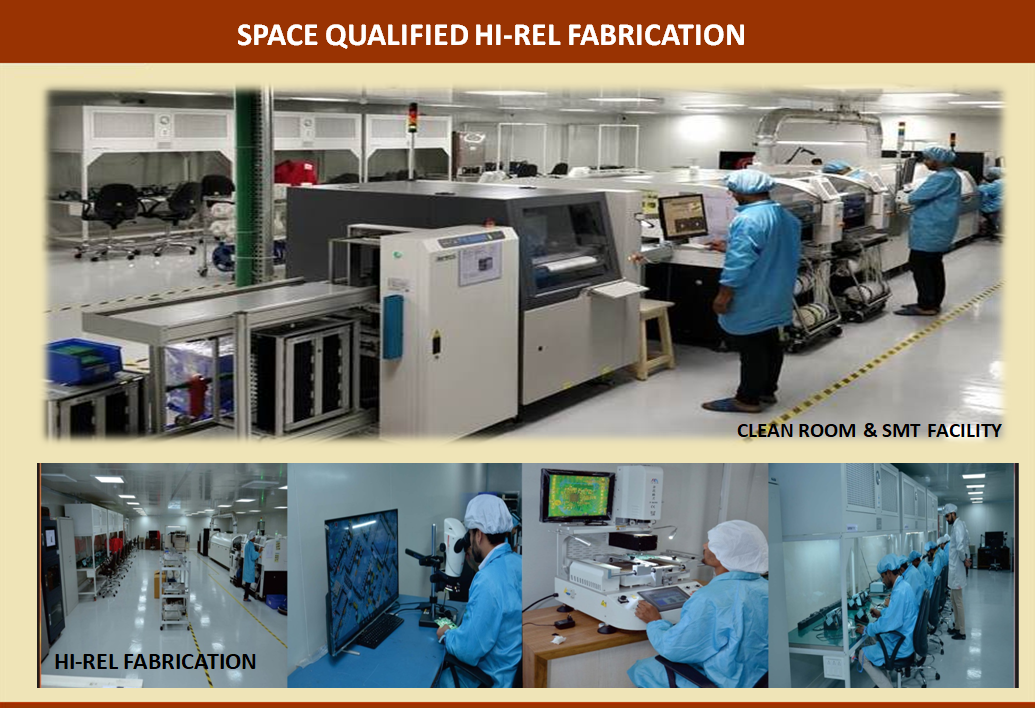 SPACE QUALIFIED HI-REL FABRICATION
CLEAN ROOM & SMT FACILITY
HI-REL FABRICATION